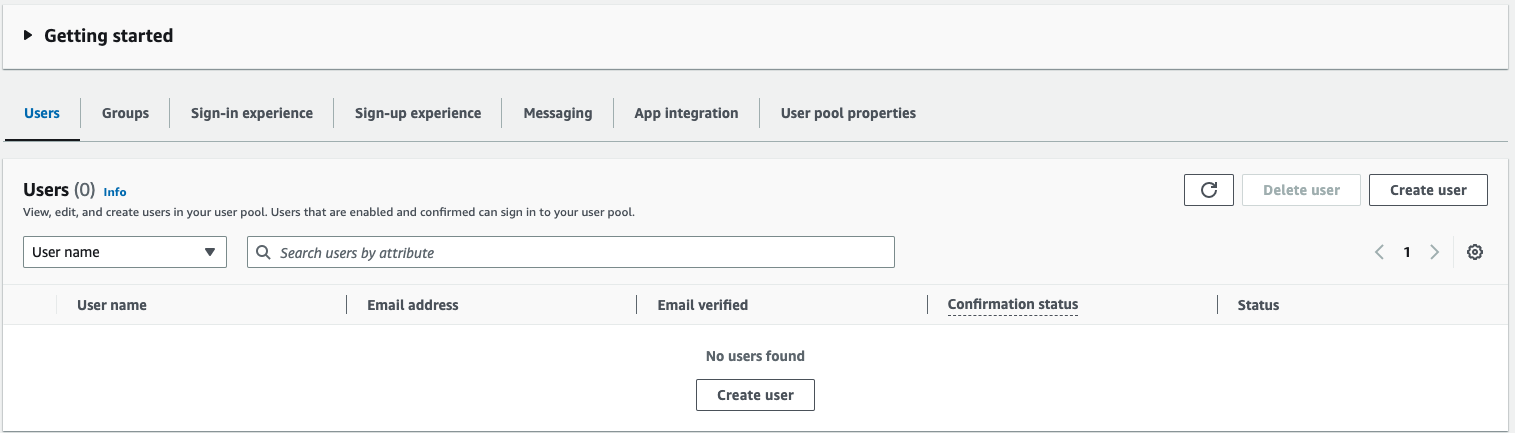 Getting started
Users Groups Sign-in experience Sign-up experience Messaging App integration User pool properties
Users (0) Info
Delete user Create user
View, edit, and create users in your user pool. Users that are enabled and confirmed can sign in to your user pool.
User name Search users by attribute 1
User name Email address Email verified Confirmation status Status
No users found
Create user